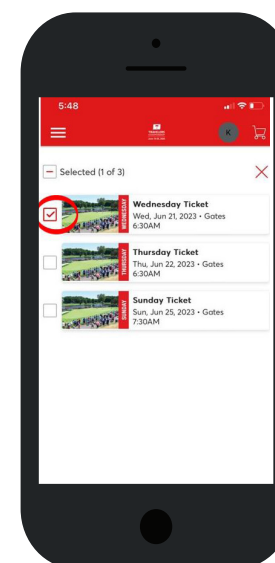 5:48
K
Selected (1 of 3)
WEDNESDAY
Wednesday Ticket
Wed, Jun 21, 2023 • Gates
6:30AM
THURSDAY
Thursday Ticket
Thu, Jun 22, 2023 • Gates
6:30AM
SUNDAY
Sunday Ticket
Sun, Jun 25, 2023 • Gates
7:30AM